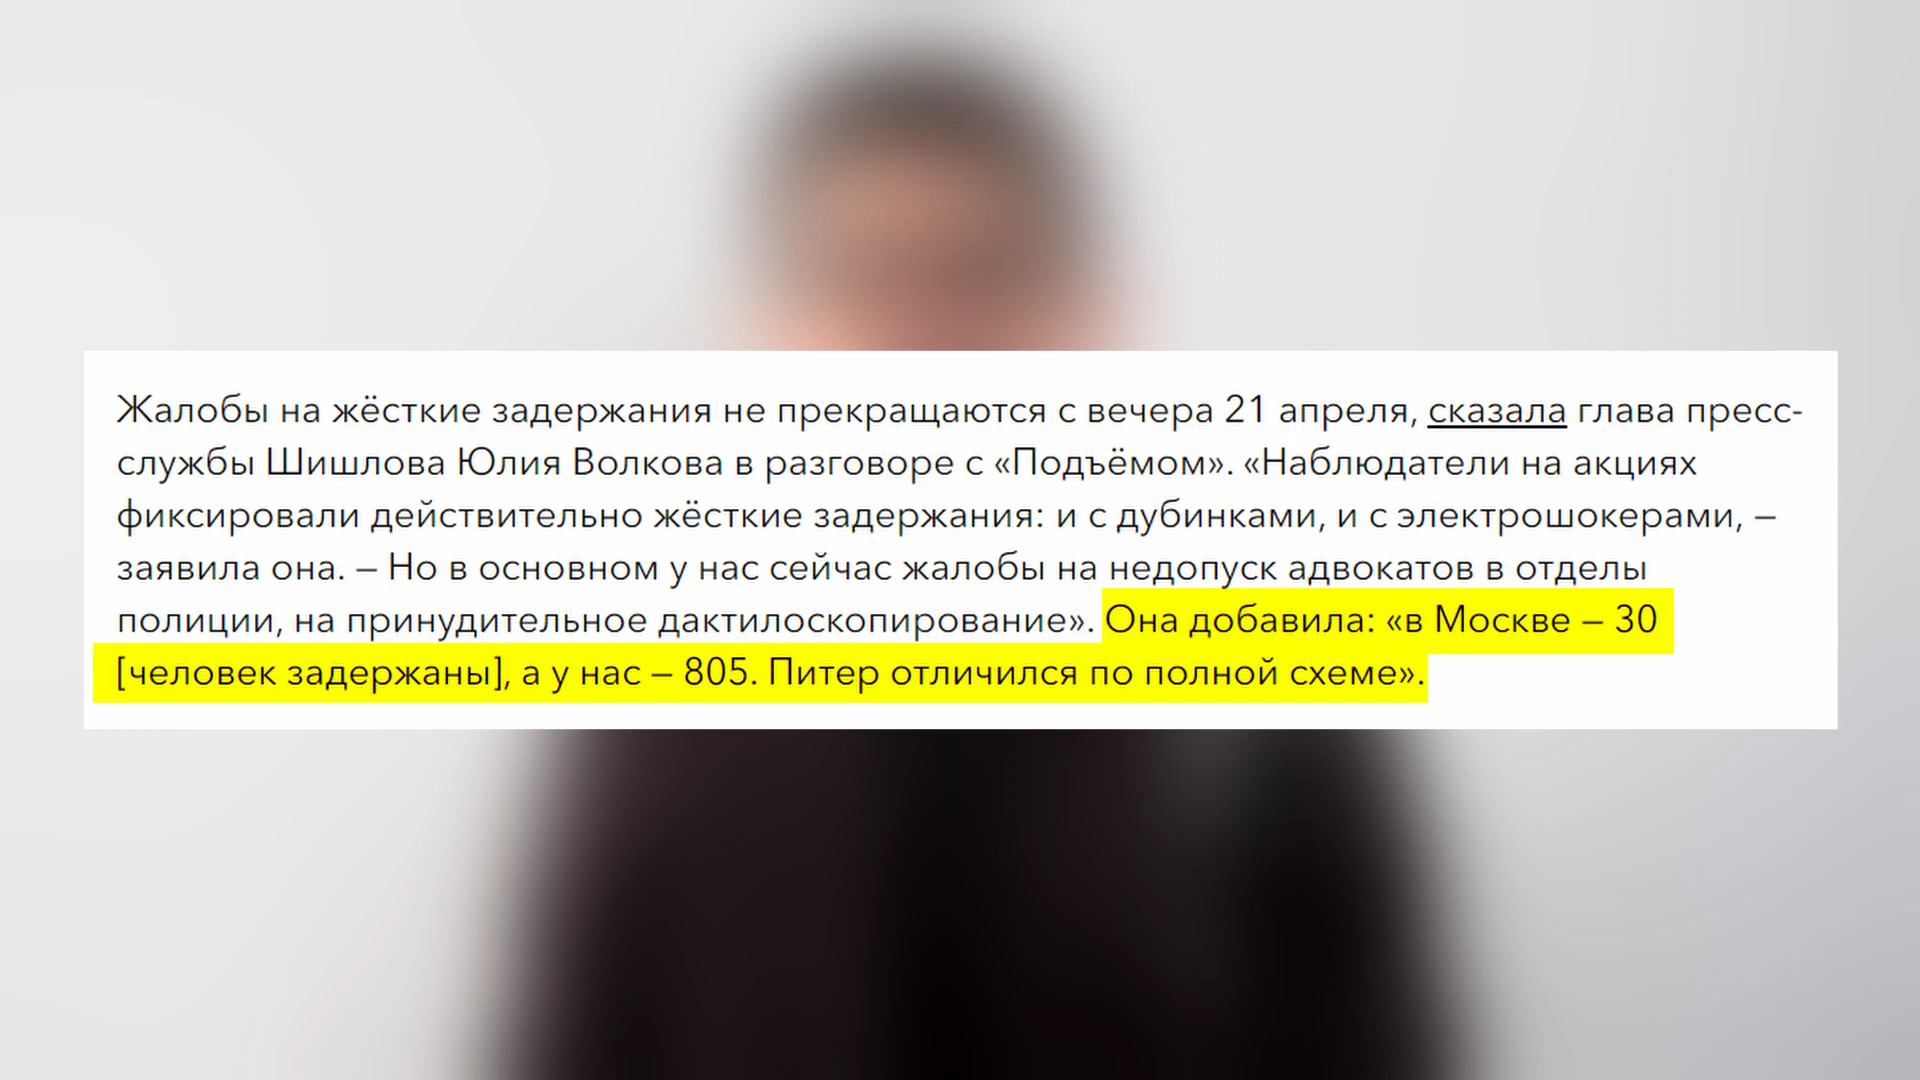 Жалобы на жёсткие задержания не прекращаются с вечера 21 апреля, сказала глава пресс-
службы Шишлова Юлия Волкова в разговоре с «Подъёмом». «Наблюдатели на акциях
фиксировали действительно жёсткие задержания: и с дубинками, и с электрошокерами, —
заявила она. — Но в основном у нас сейчас жалобы на недопуск адвокатов в отделы
полиции, на принудительное дактилоскопирование». Она добавила: «в Москве — 30
[человек задержаны], а у нас — 805. Питер отличился по полной схеме».